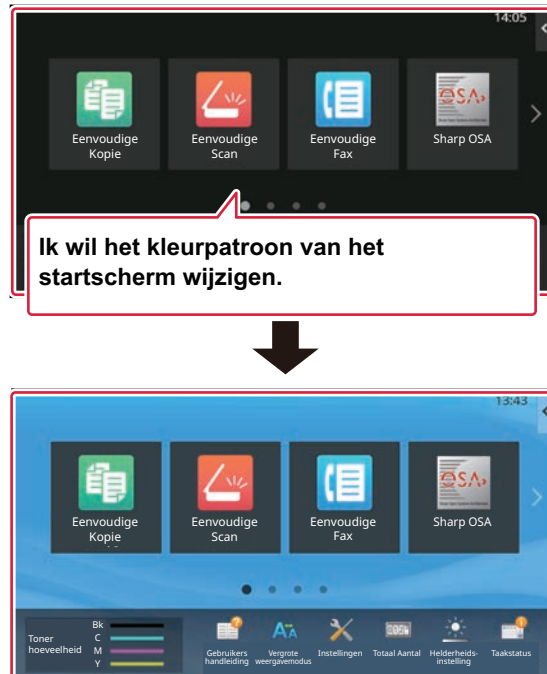 14:05
Eenvoudige
Kopie
Eenvoudige
Scan
Eenvoudige
Fax
OSA
Sharp OSA
Ik wil het kleurpatroon van het
startscherm wijzigen.
13:43
Eenvoudige
Kopie
Eenvoudige
Scan
Eenvoudige
Fax
OSA
Sharp OSA
Toner
hoeveelheid
Bk
C
M
Y
Gebruikers
handleiding
Vergrote
weergavemodus
Instellingen
Totaal Aantal
Helderheids-
instelling
Taakstatus